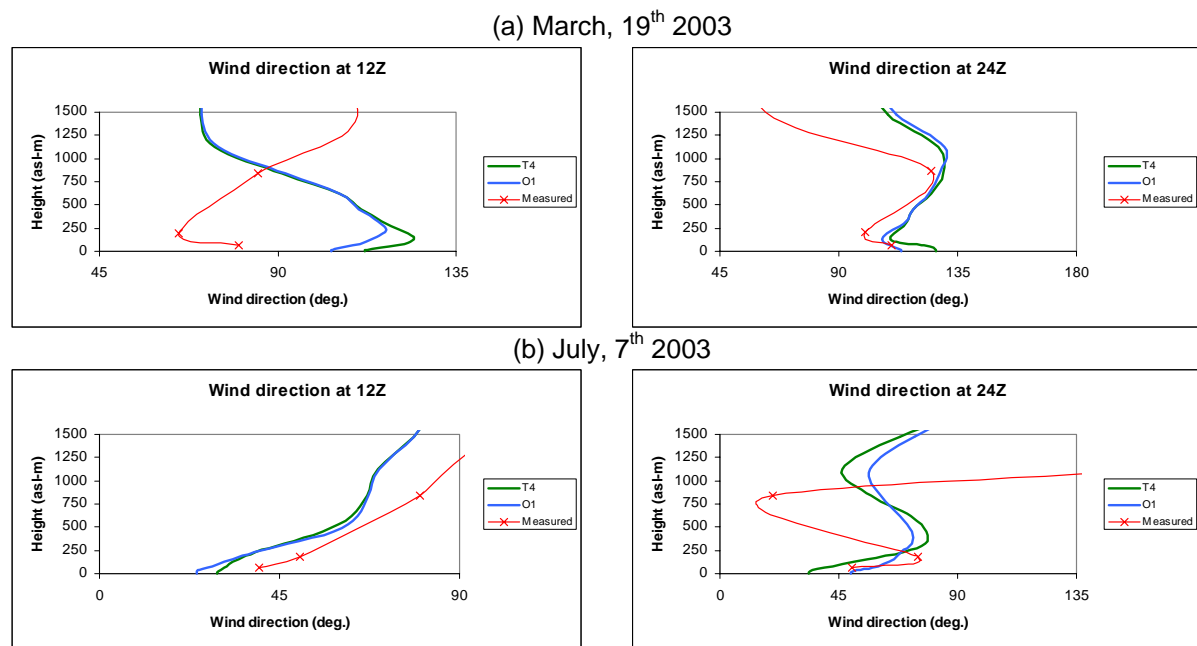 (a) March, 19th 2003
Wind direction at 12Z
1500
1250
1000
750
500
250
0
45 90 135
Height (asl-m)
Wind direction (deg.)
T4
O1
Measured
Wind direction at 24Z
1500
1250
1000
750
500
250
0
45 90 135 180
Height (asl-m)
Wind direction (deg.)
T4
O1
Measured
(b) July, 7th 2003
Wind direction at 12Z
1500
1250
1000
750
500
250
0
0 45 90
Height (asl-m)
Wind direction (deg.)
T4
O1
Measured
Wind direction at 24Z
1500
1250
1000
750
500
250
0
0 45 90 135
Height (asl-m)
Wind direction (deg.)
T4
O1
Measured